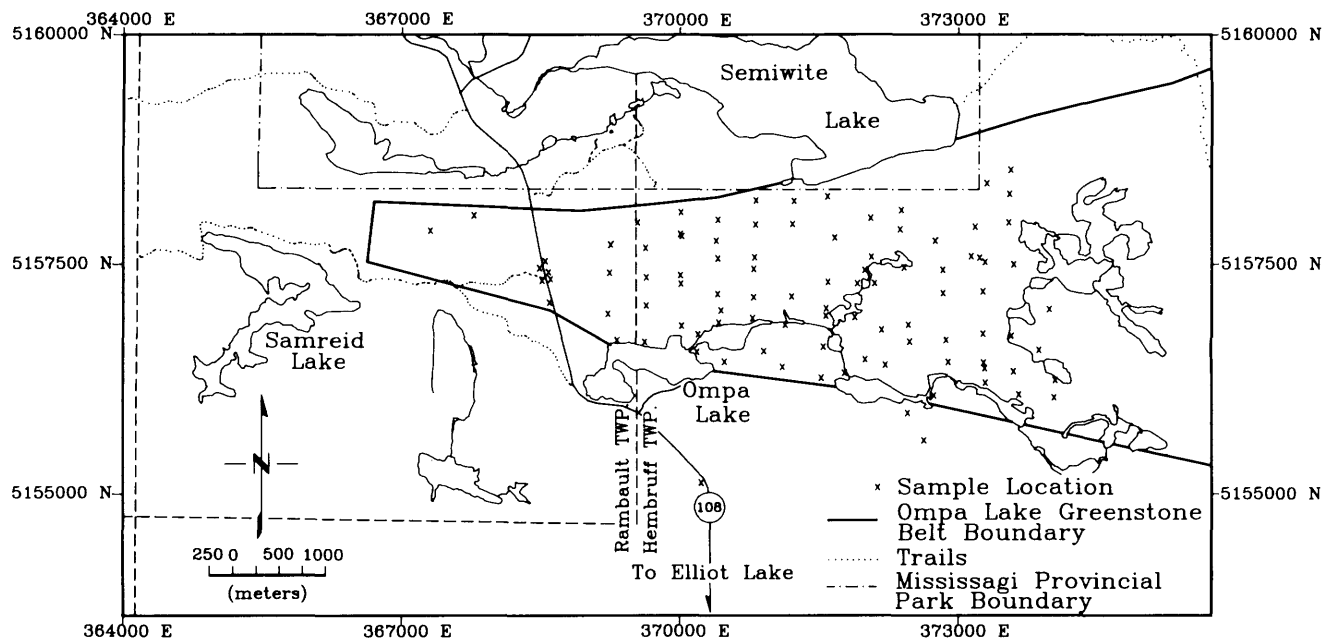 364000 E 367000 E 370000 E 373000 E
5160000 N 5160000 N
Semiwite
Lake
5157500 N 5157500 N
Samreid
Lake
Ompa
Lake
Rambault TWP.
Hembruff TWP.
N
5155000 N 5155000 N
108
To Elliot Lake
250 0 500 1000
(meters)
x Sample Location
Ompa Lake Greenstone
Belt Boundary
Trails
Mississagi Provincial
Park Boundary
364000 E 367000 E 370000 E 373000 E